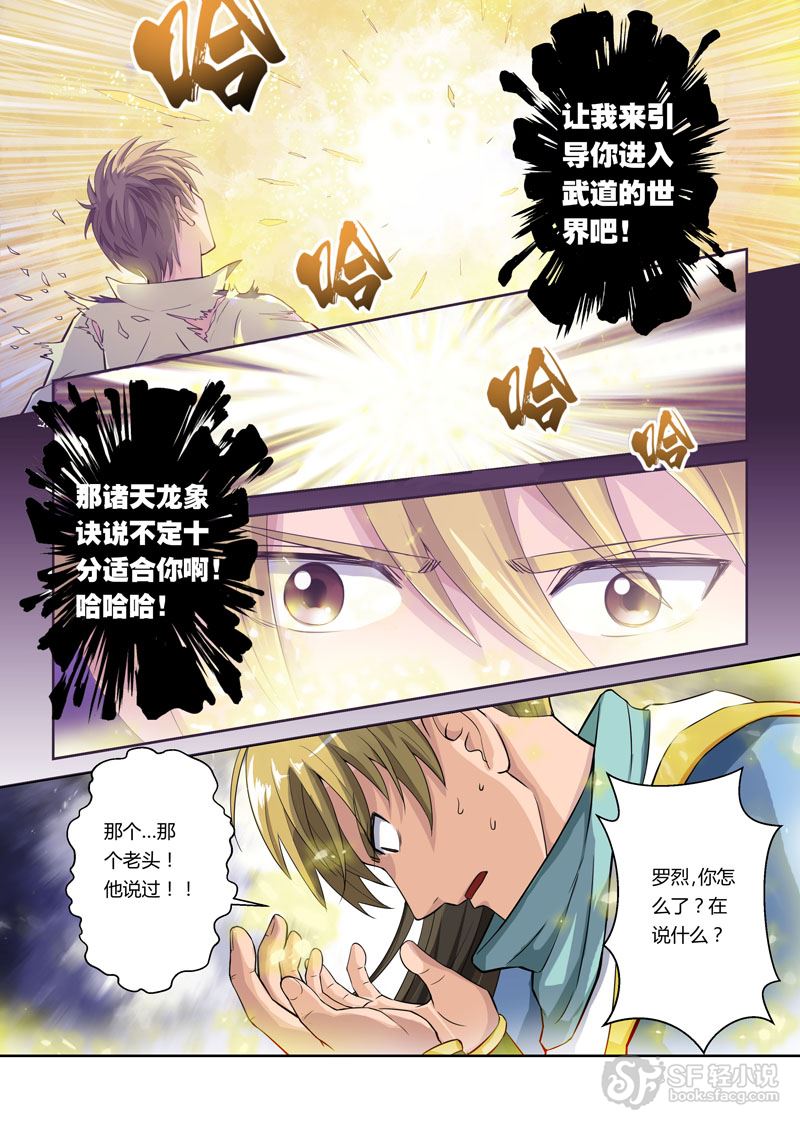 哈
让我来引
导你进入
武道的世
界吧！
哈
哈
哈
那诸天龙象
诀说不定十
分适合你啊！
哈哈哈！
那个…那
个老头！
他说过！！
罗烈，你怎
么了？在
说什么？
SF轻小说
book.sfacg.com